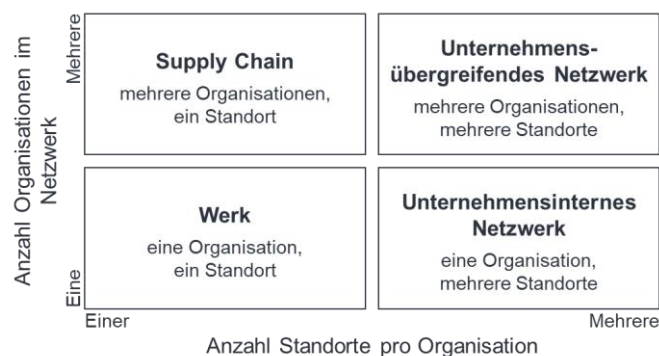 Anzahl Organisationen im
Netzwerk
Mehrere
Eine
Supply Chain
mehrere Organisationen,
ein Standort
Unternehmens-
übergreifendes Netzwerk
mehrere Organisationen,
mehrere Standorte
Werk
eine Organisation,
ein Standort
Unternehmensinternes
Netzwerk
eine Organisation,
mehrere Standorte
Einer
Mehrere
Anzahl Standorte pro Organisation